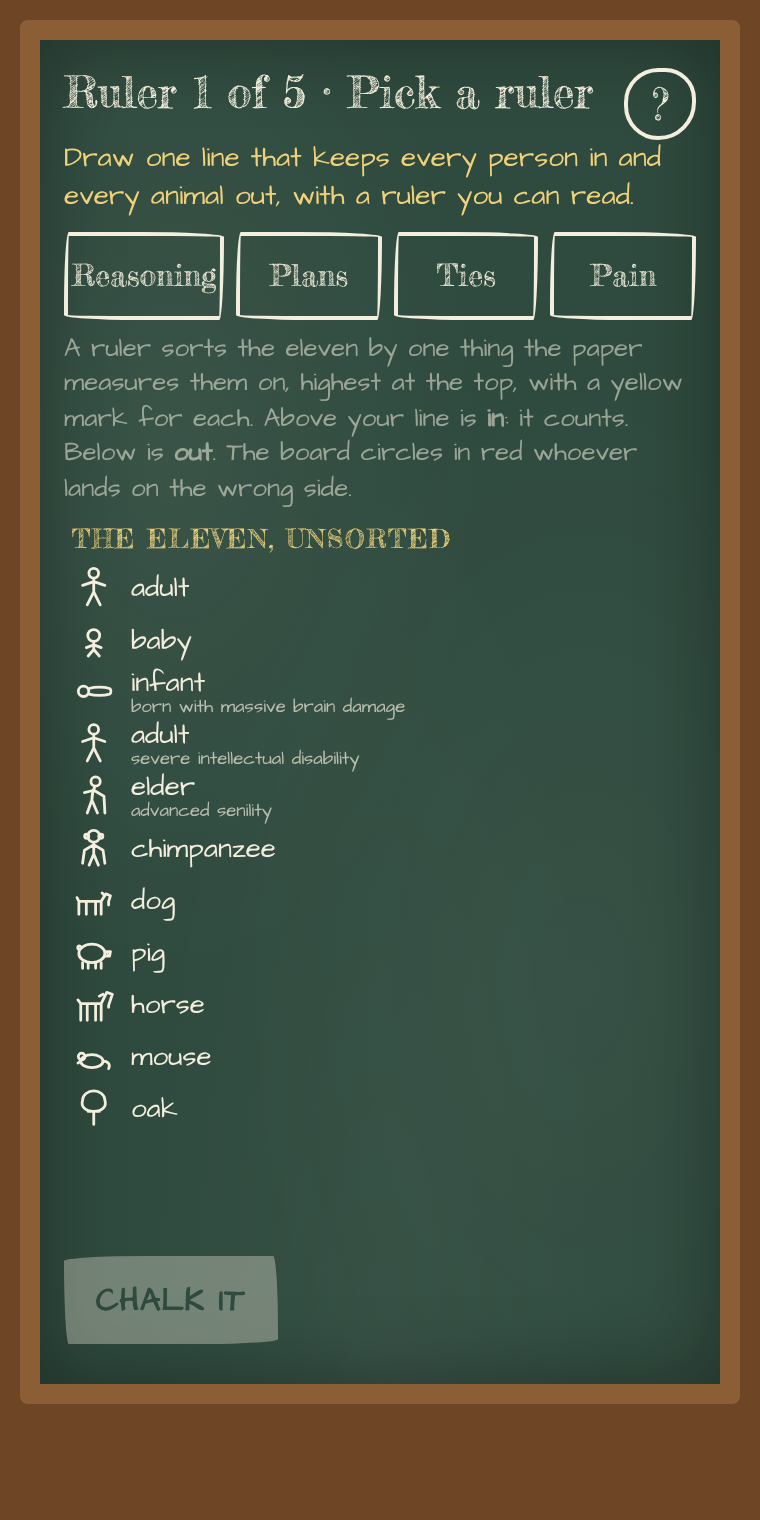 Ruler 1 of 5 · Pick a ruler
?
Draw one line that keeps every person in and
every animal out, with a ruler you can read.
Reasoning
Plans
Ties
Pain
A ruler sorts the eleven by one thing the paper
measures them on, highest at the top, with a yellow
mark for each. Above your line is in: it counts.
Below is out. The board circles in red whoever
lands on the wrong side.
THE ELEVEN, UNSORTED
adult
baby
infant
born with massive brain damage
adult
severe intellectual disability
elder
advanced senility
chimpanzee
dog
pig
horse
mouse
oak
CHALK IT